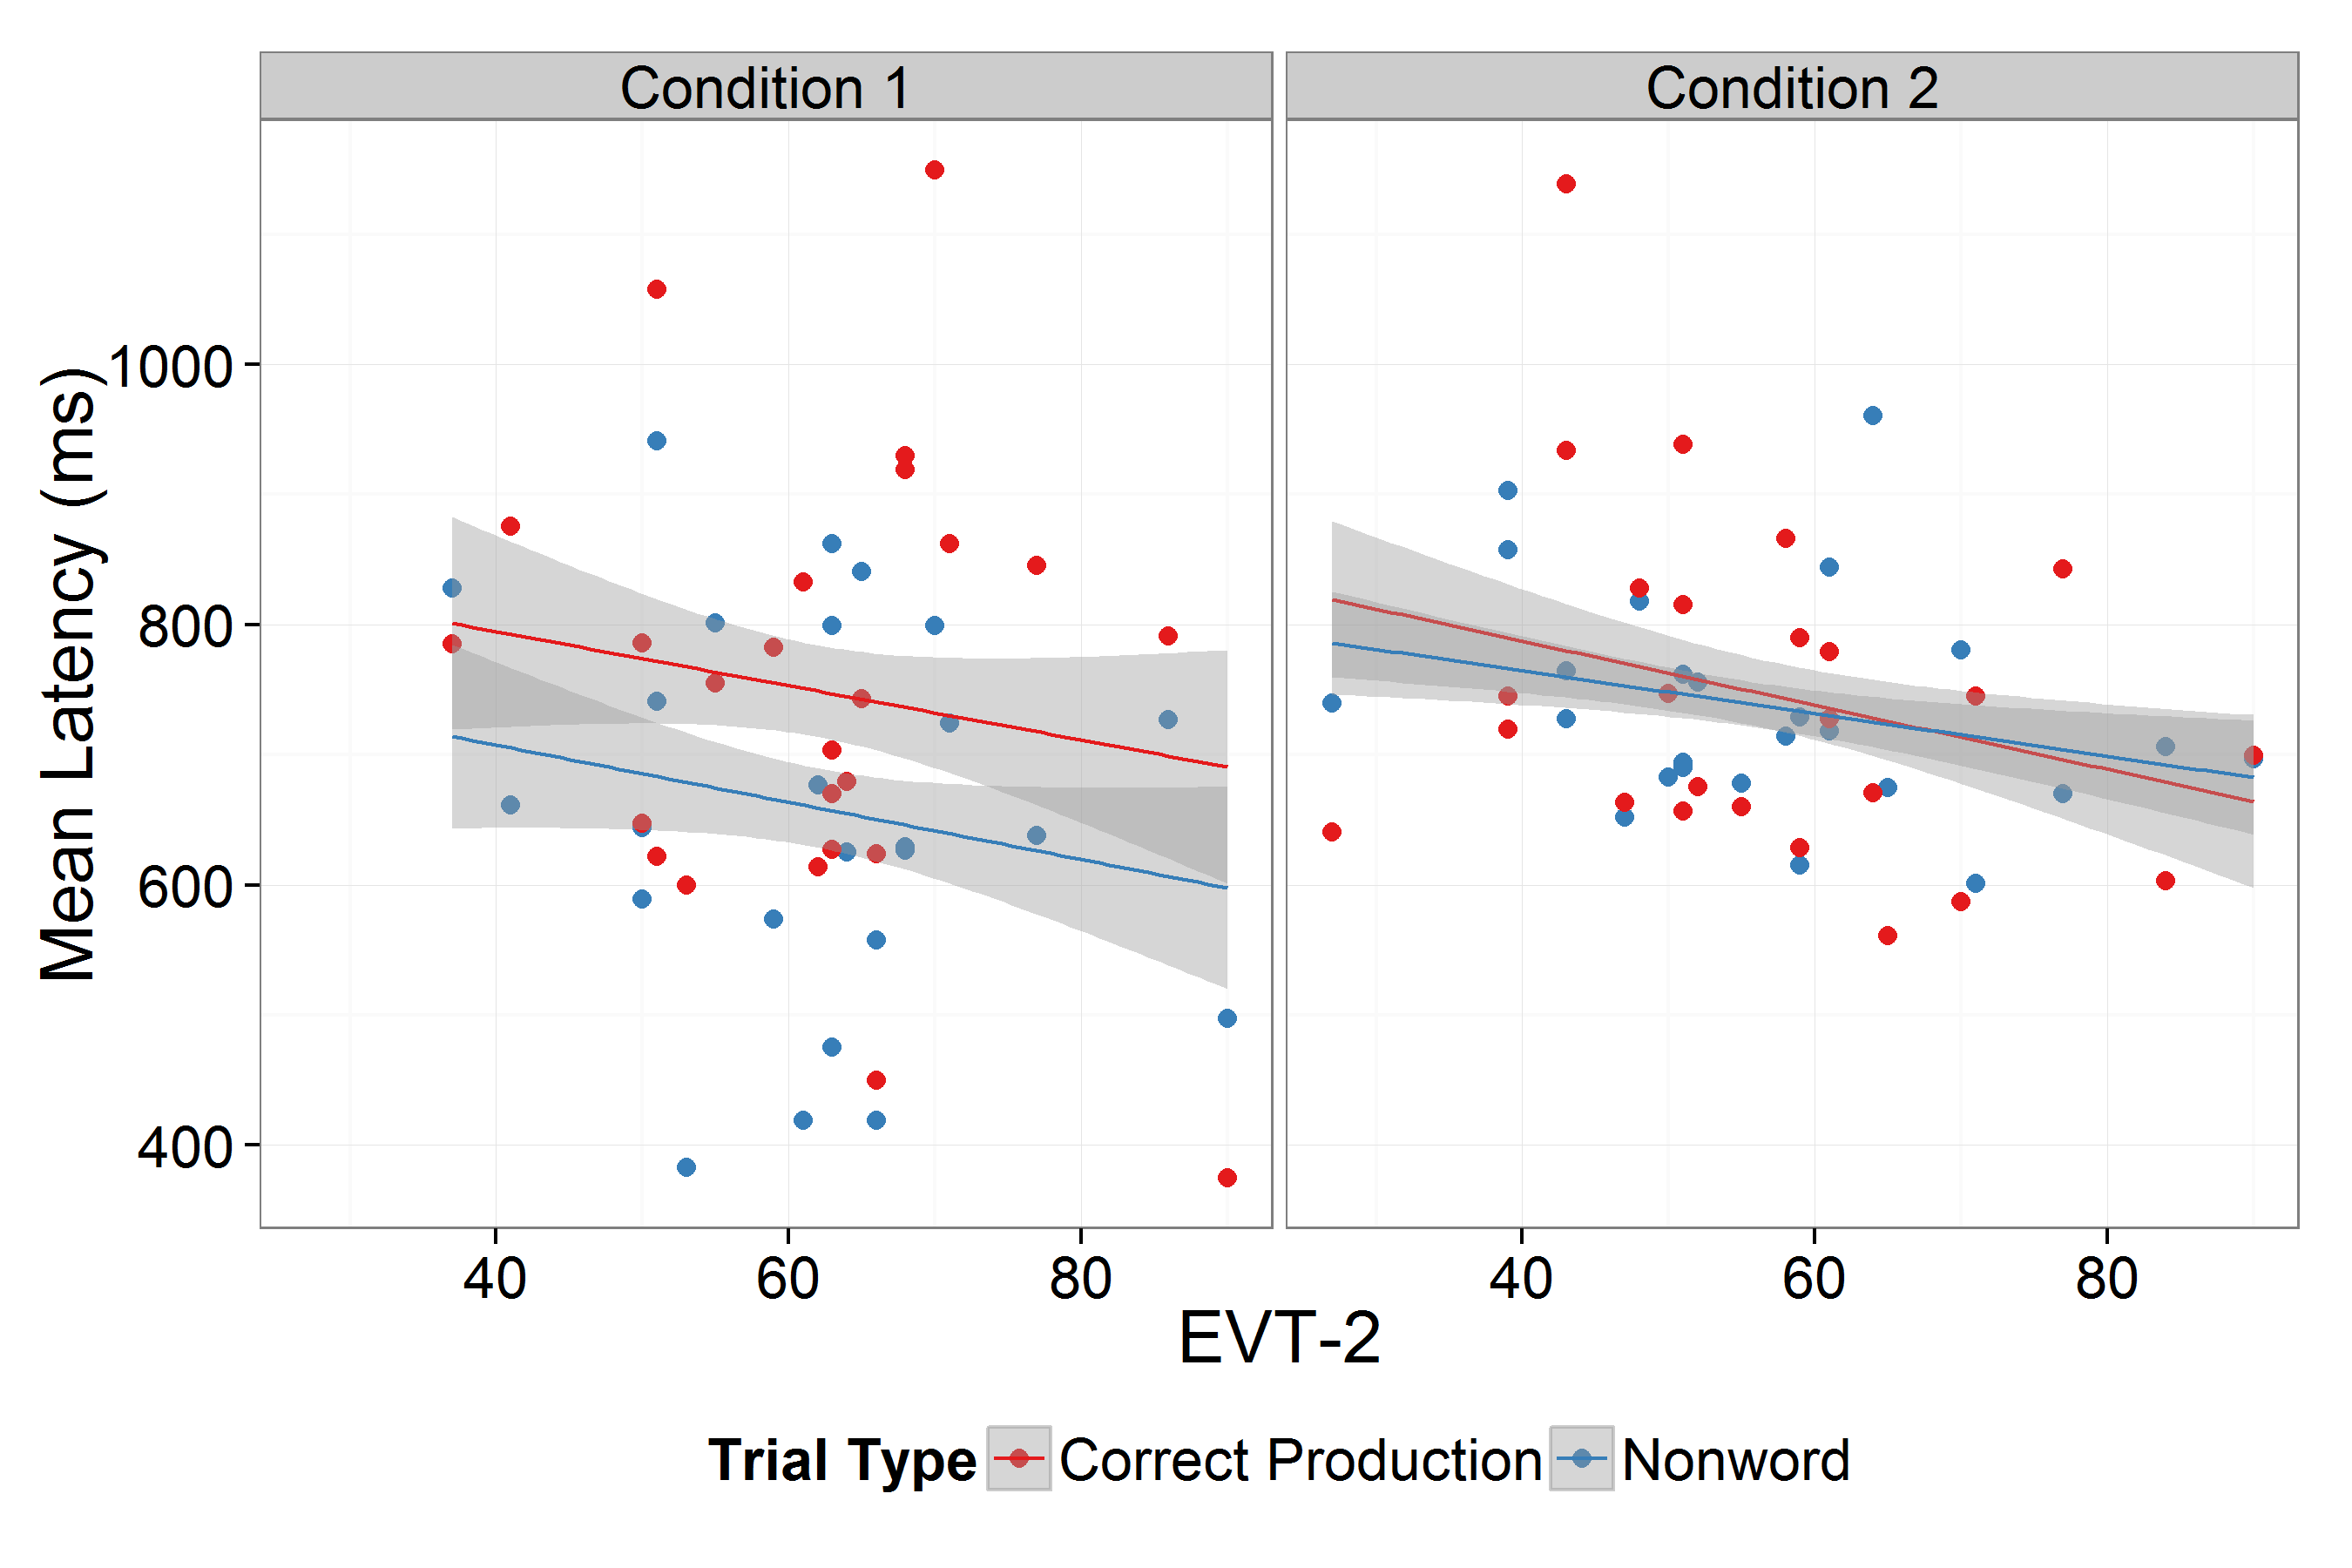 Condition 1
Condition 2
Mean Latency (ms)
1000
800
600
400
40 60 80
40 60 80
EVT-2
Trial Type Correct Production Nonword